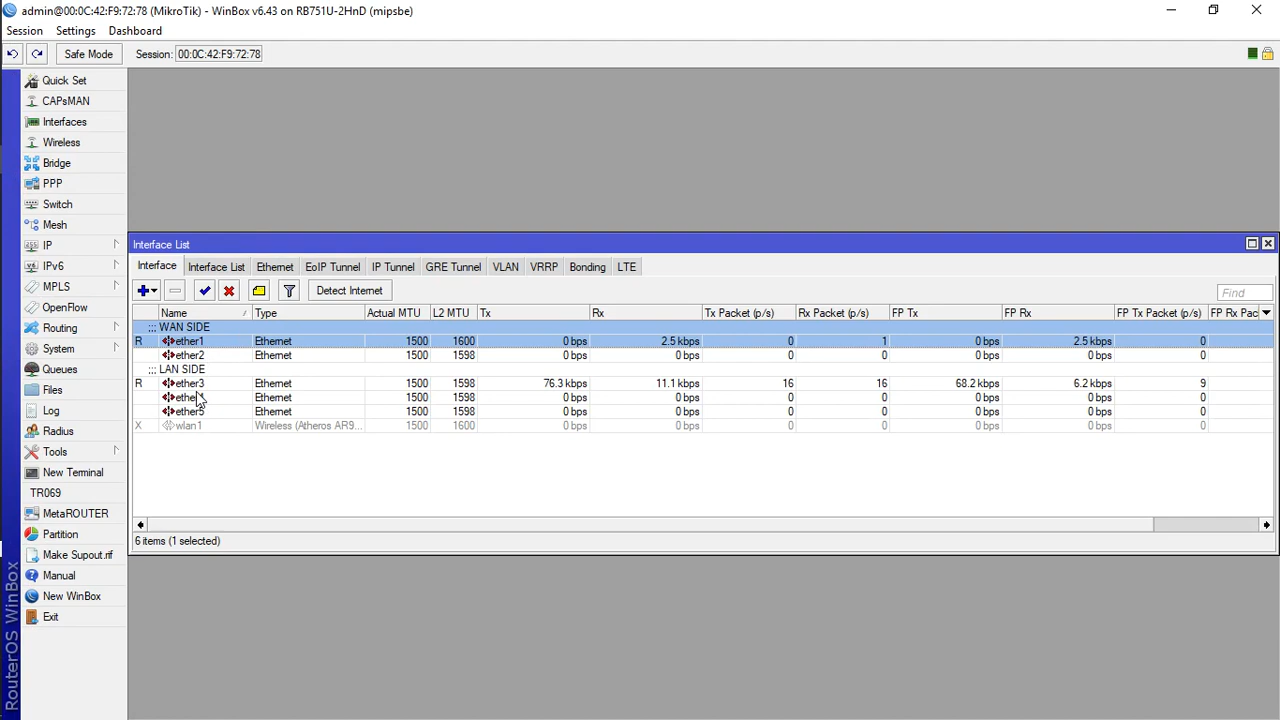 admin@00:0C:42:F9:72:78 (MikroTik) - WinBox v6.43 on RB751U-2HnD (mipsbe)
Session Settings Dashboard
Safe Mode Session: 00:0C:42:F9:72:78
Quick Set
CAPsMAN
Interfaces
Wireless
Bridge
PPP
Switch
Mesh
IP
IPv6
MPLS
OpenFlow
Routing
System
Queues
Files
Log
Radius
Tools
New Terminal
TR069
MetaROUTER
Partition
Make Supout.rif
Manual
New WinBox
Exit
RouterOS WinBox
Interface List
Interface Interface List Ethernet EoIP Tunnel IP Tunnel GRE Tunnel VLAN VRRP Bonding LTE
Detect Internet Find
Name Type Actual MTU L2 MTU Tx Rx Tx Packet (p/s) Rx Packet (p/s) FP Tx FP Rx FP Tx Packet (p/s) FP Rx Pac
::: WAN SIDE
R ether1 Ethernet 1500 1600 0 bps 2.5 kbps 0 1 0 bps 2.5 kbps 0
ether2 Ethernet 1500 1598 0 bps 0 bps 0 0 0 bps 0 bps 0
::: LAN SIDE
R ether3 Ethernet 1500 1598 76.3 kbps 11.1 kbps 16 16 68.2 kbps 6.2 kbps 9
Ethernet 1500 1598 0 bps 0 bps 0 0 0 bps 0 bps 0
ether5 Ethernet 1500 1598 0 bps 0 bps 0 0 0 bps 0 bps 0
X wlan1 Wireless (Atheros AR9... 1500 1600 0 bps 0 bps 0 0 0 bps 0 bps 0
6 items (1 selected)